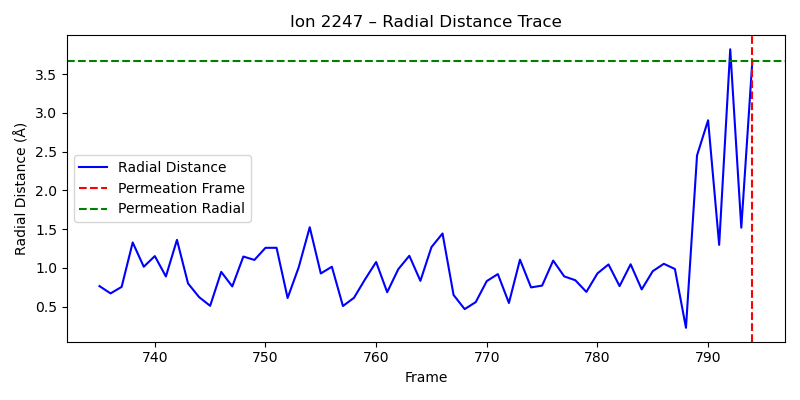 Ion 2247 – Radial Distance Trace
Radial Distance (Å)
3.5
3.0
2.5
2.0
1.5
1.0
0.5
Radial Distance
Permeation Frame
Permeation Radial
740
750
760
770
780
790
Frame